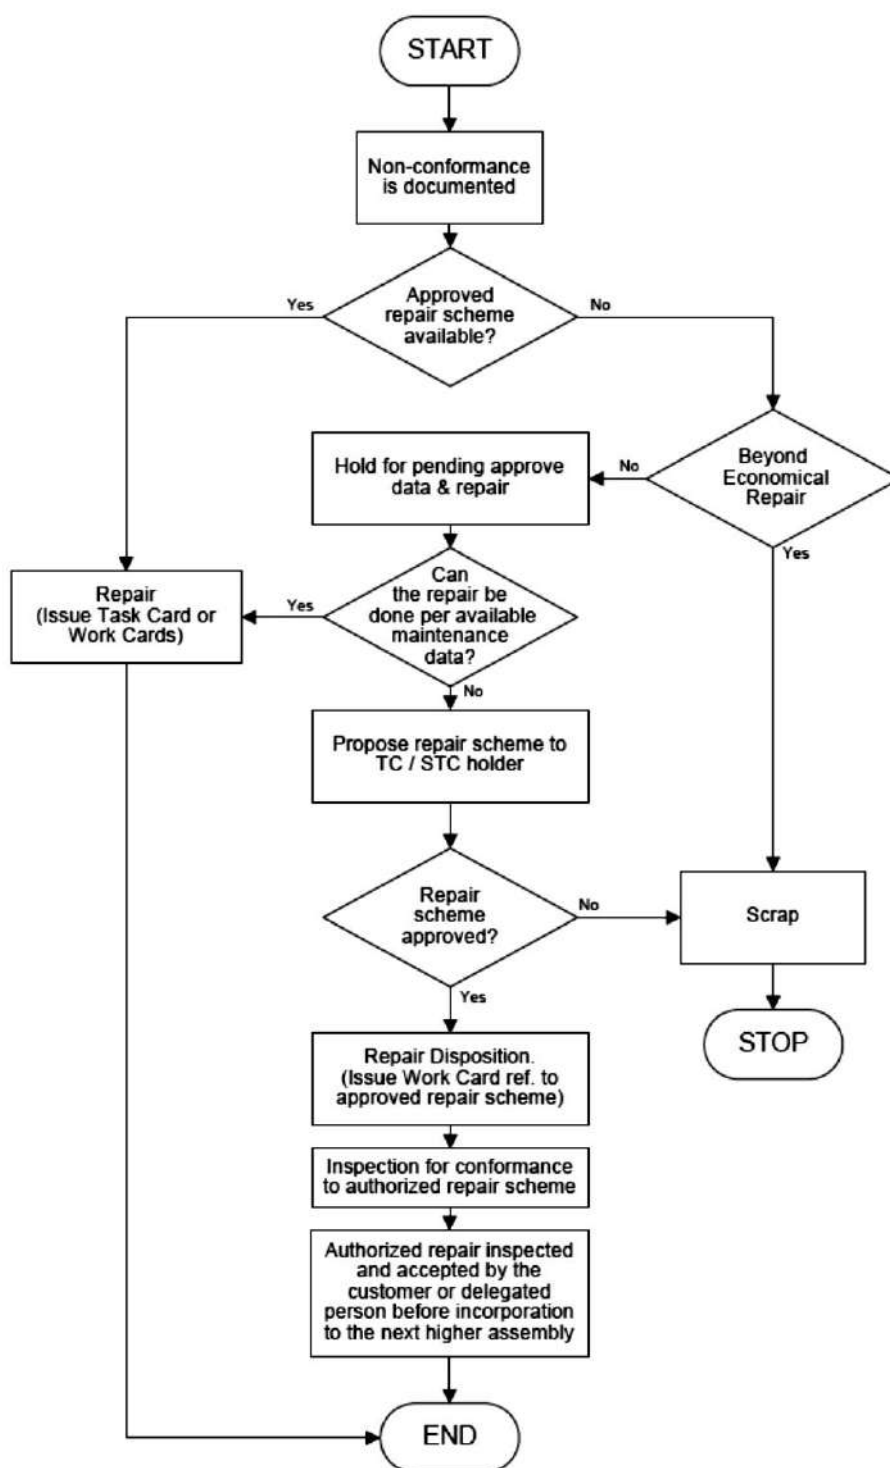 START
Non-conformance
is documented
Approved
repair scheme
available?
Yes
No
Beyond
Economical
Repair
No
Yes
Hold for pending approve
data & repair
Can
the repair be
done per available
maintenance
data?
Yes
No
Repair
(Issue Task Card or
Work Cards)
Propose repair scheme to
TC / STC holder
Repair
scheme
approved?
No
Yes
Scrap
STOP
Repair Disposition.
(Issue Work Card ref. to
approved repair scheme)
Inspection for conformance
to authorized repair scheme
Authorized repair inspected
and accepted by the
customer or delegated
person before incorporation
to the next higher assembly
END